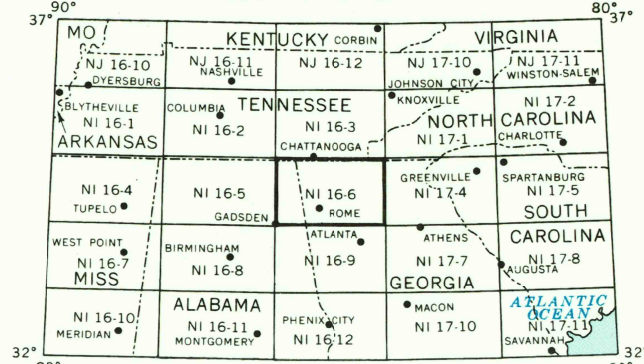 90° 80°
37° 37°
MO KENTUCKY CORBIN VIRGINIA
NJ 16-10 NJ 16-11 NJ 16-12 NJ 17-10 NJ 17-11
DYERSBURG NASHVILLE JOHNSON CITY WINSTON-SALEM
BLYTHEVILLE COLUMBIA TENNESSEE KNOXVILLE NI 17-2
NI 16-1 NI 16-2 NI 16-3 NORTH CAROLINA
ARKANSAS CHATTANOOGA NI 17-1 CHARLOTTE
NI 16-4 NI 16-5 NI 16-6 GREENVILLE SPARTANBURG
TUPELO GADSDEN ROME NI 17-4 NI 17-5
SOUTH
WEST POINT BIRMINGHAM ATLANTA ATHENS CAROLINA
NI 16-7 NI 16-8 NI 16-9 NI 17-7 NI 17-8
MISS GEORGIA AUGUSTA
NI 16-10 ALABAMA PHENIX CITY MACON ATLANTIC
OCEAN
MERIDIAN NI 16-11 NI 16 12 NI 17-10 NI 17-11
MONTGOMERY SAVANNAH
32° 32